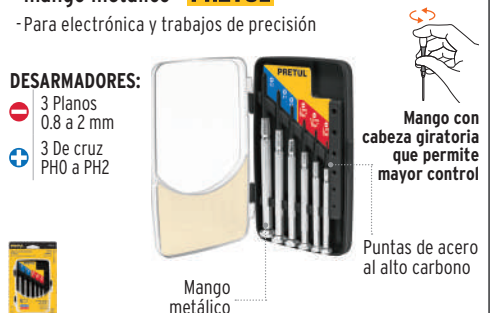 mango metálico PRETUL
-Para electrónica y trabajos de precisión
DESARMADORES:
3 Planos
0.8 a 2 mm
3 De cruz
PH0 a PH2
PRETUL
Mango con
cabeza giratoria
que permite
mayor control
Puntas de acero
al alto carbono
Mango
metálico
PRETUL